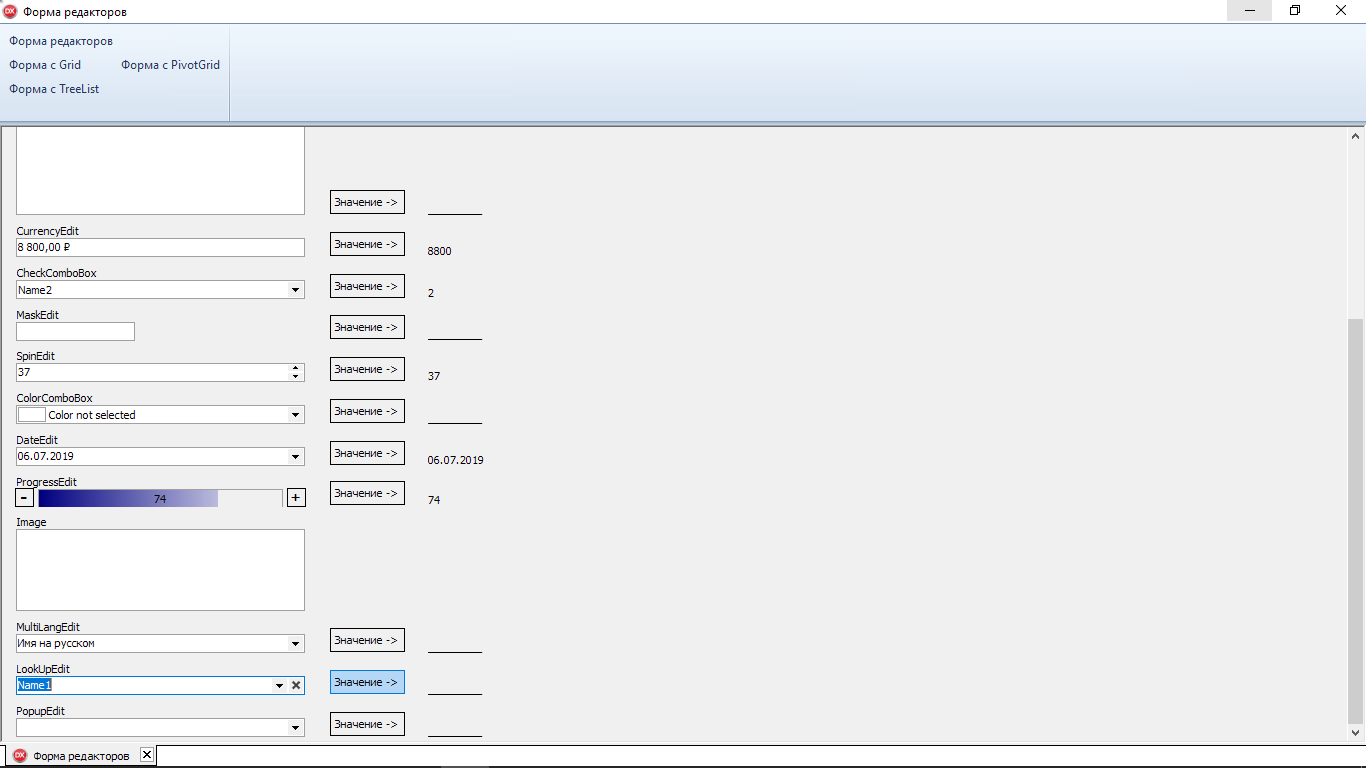 Форма редакторов
Форма редакторов
Форма с Grid Форма с PivotGrid
Форма с TreeList
Значение ->
CurrencyEdit
8 800,00 ₽ Значение -> 8800
CheckComboBox
Name2 Значение -> 2
MaskEdit
Значение ->
SpinEdit
37 Значение -> 37
ColorComboBox
Color not selected Значение ->
DateEdit
06.07.2019 Значение -> 06.07.2019
ProgressEdit
- 74 + Значение -> 74
Image
MultiLangEdit
Имя на русском Значение ->
LookUpEdit
Name1 Значение ->
PopupEdit
Значение ->
DX Форма редакторов